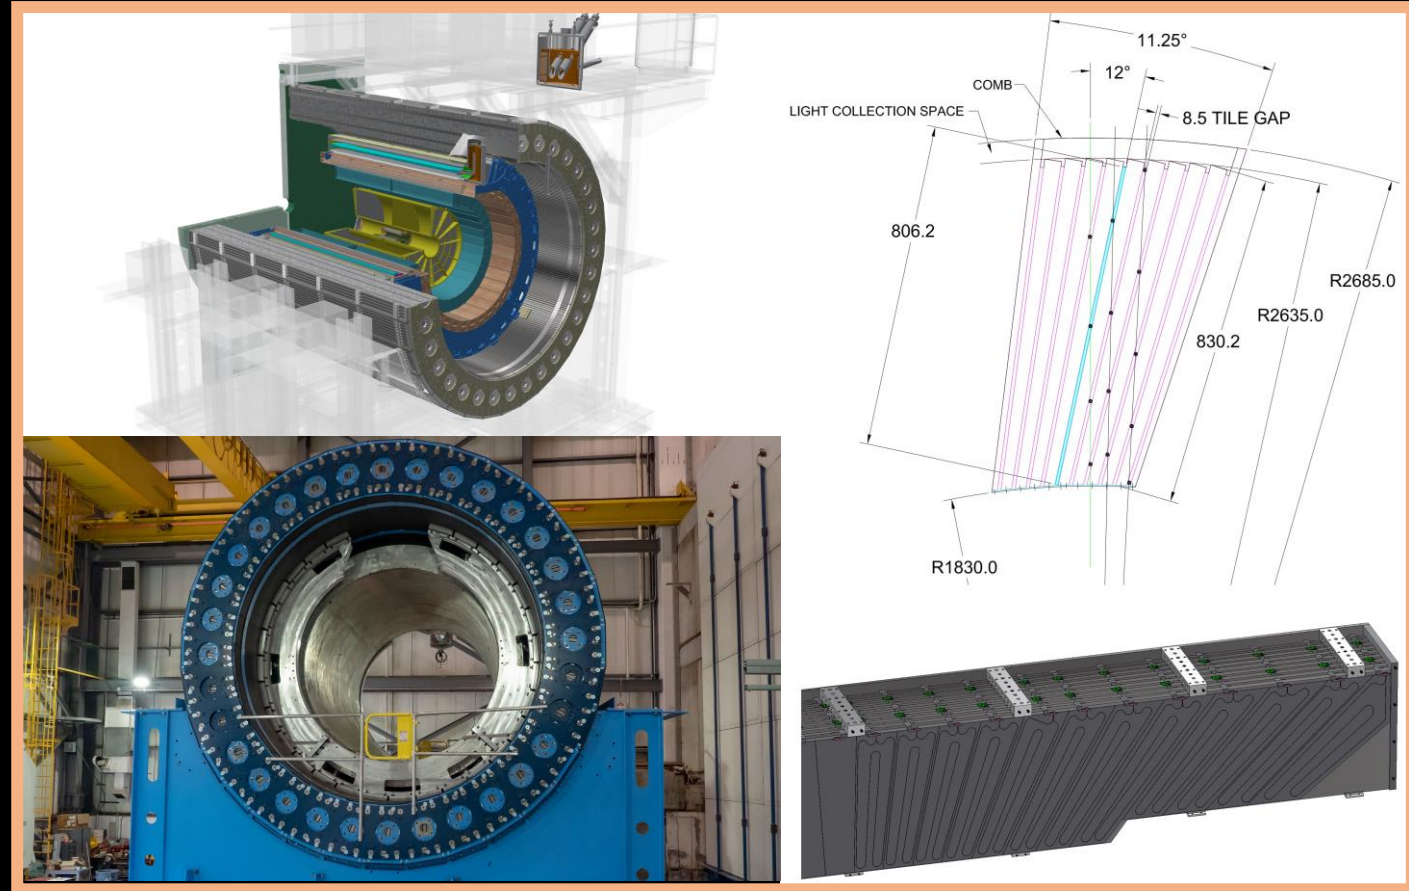 11.25°
12°
COMB
LIGHT COLLECTION SPACE
8.5 TILE GAP
806.2
R2685.0
R2635.0
830.2
R1830.0